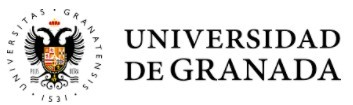 UNIVERSITAS GRANATENSIS
1531
UNIVERSIDAD
DE GRANADA